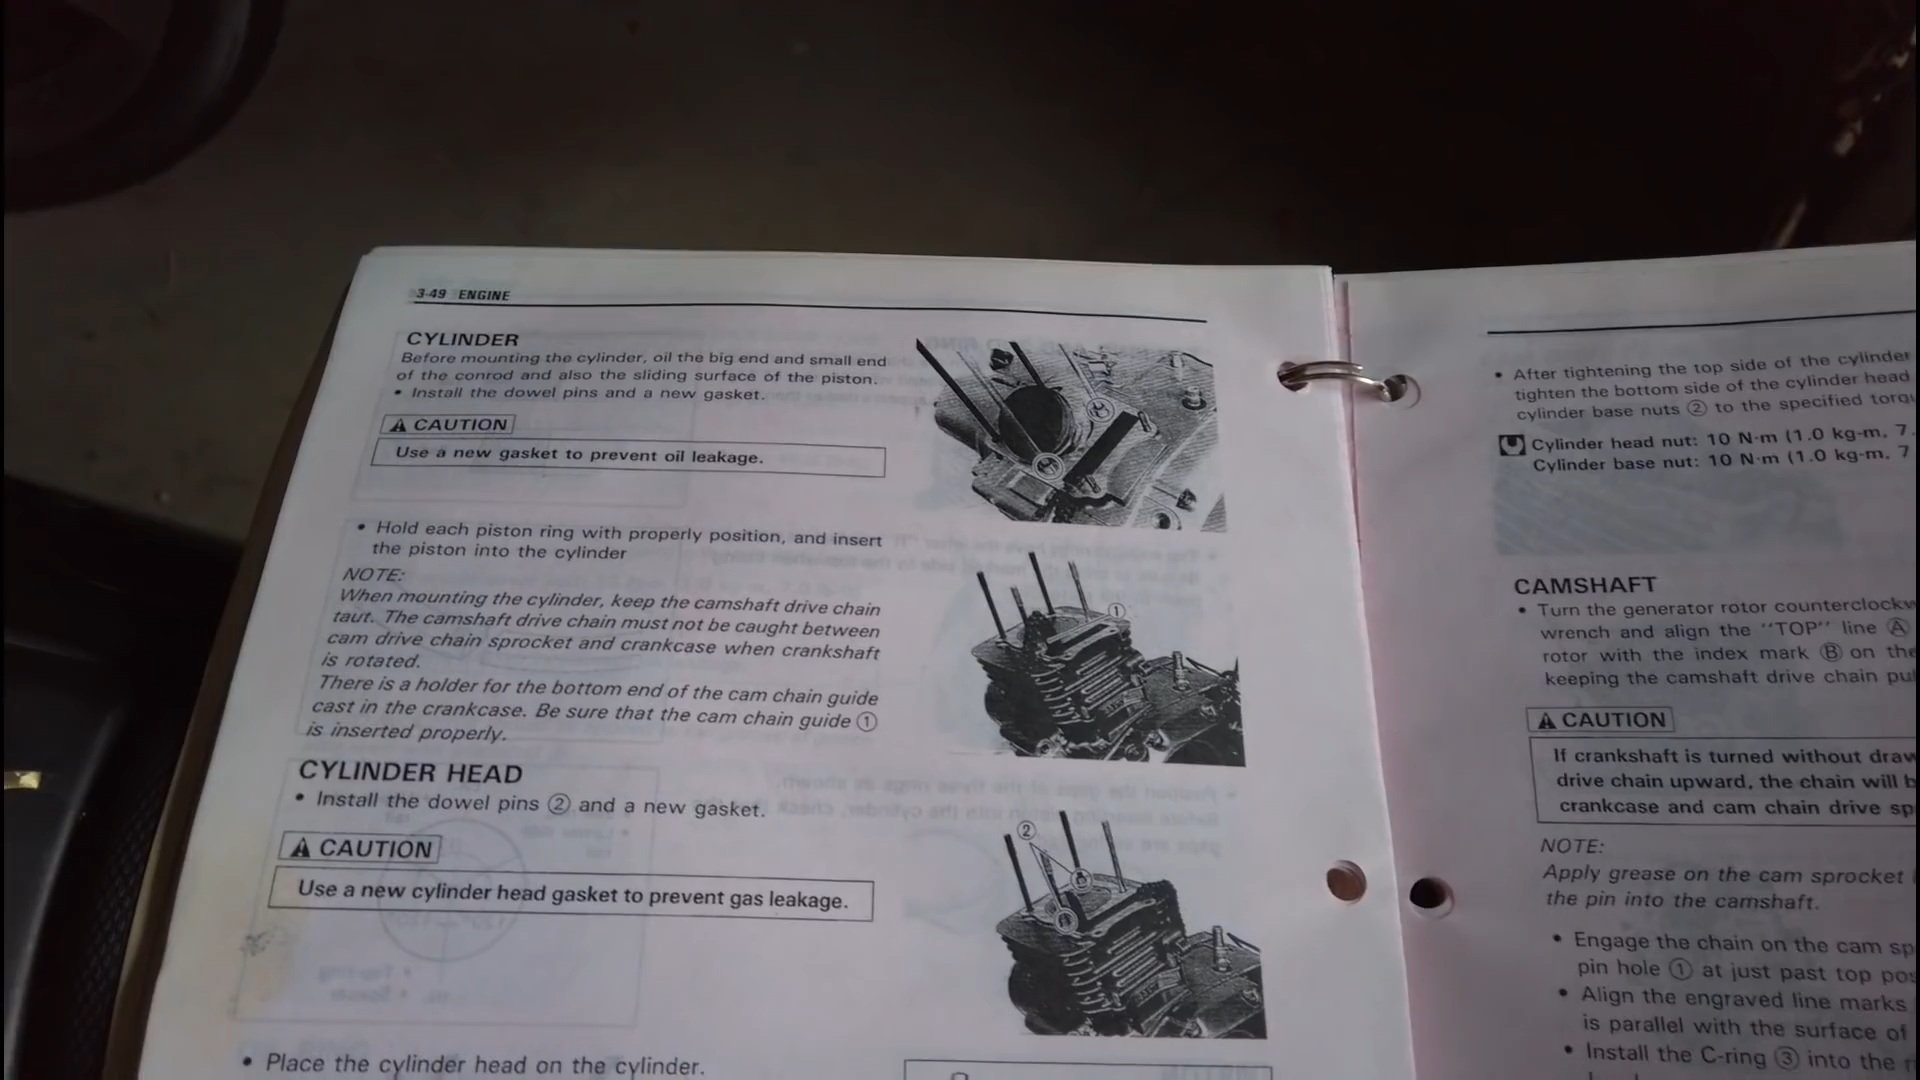 3-49 ENGINE
CYLINDER
Before mounting the cylinder, oil the big end and small end
of the conrod and also the sliding surface of the piston.
• Install the dowel pins and a new gasket.
⚠ CAUTION
Use a new gasket to prevent oil leakage.
• Hold each piston ring with properly position, and insert
the piston into the cylinder
NOTE:
When mounting the cylinder, keep the camshaft drive chain
taut. The camshaft drive chain must not be caught between
cam drive chain sprocket and crankcase when crankshaft
is rotated.
There is a holder for the bottom end of the cam chain guide
cast in the crankcase. Be sure that the cam chain guide ①
is inserted properly.
①
CYLINDER HEAD
• Install the dowel pins ② and a new gasket.
⚠ CAUTION
Use a new cylinder head gasket to prevent gas leakage.
②
• Place the cylinder head on the cylinder.
• After tightening the top side of the cylinder
tighten the bottom side of the cylinder head
cylinder base nuts ② to the specified
Cylinder head nut: 10 N·m (1.0 kg-m, 7.
Cylinder base nut: 10 N·m (1.0 kg-m, 7
CAMSHAFT
• Turn the generator rotor
wrench and align the "TOP" line Ⓐ
rotor with the index mark Ⓑ on the
keeping the camshaft drive chain
⚠ CAUTION
If crankshaft is turned without
drive chain upward, the chain will
crankcase and cam chain drive
NOTE:
Apply grease on the cam sprocket
the pin into the camshaft.
• Engage the chain on the cam
pin hole ① at just past top
• Align the engraved line marks
is parallel with the surface of
• Install the C-ring ③ into the